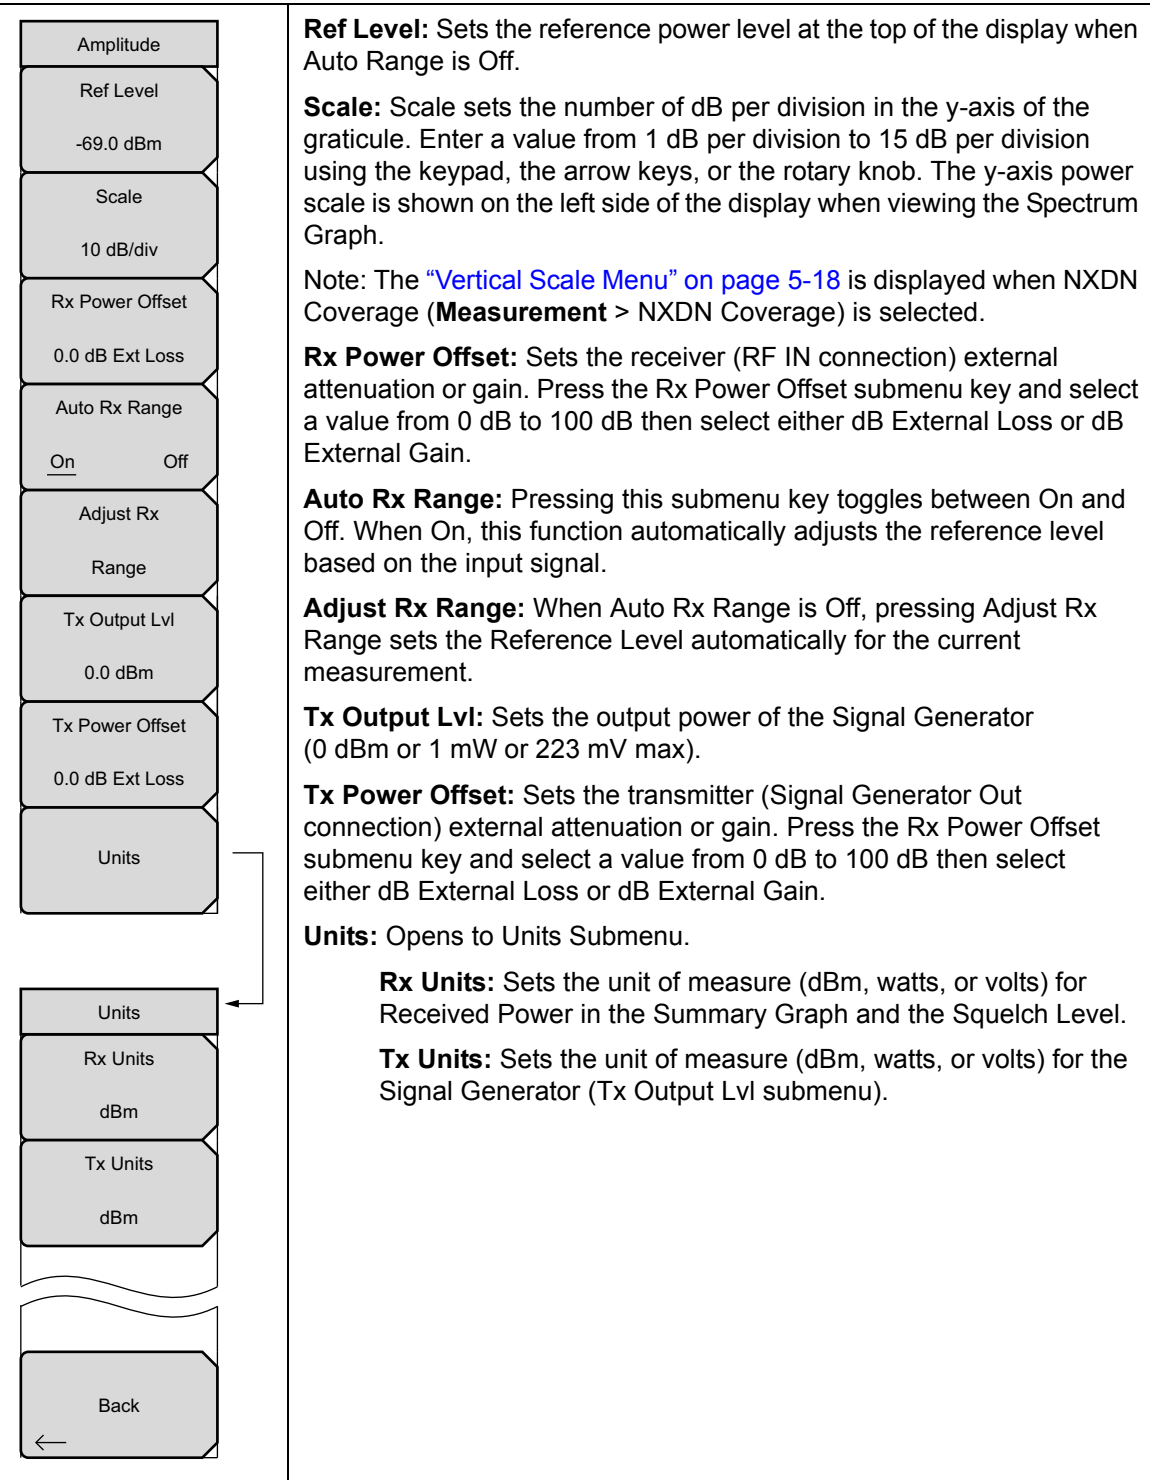 Amplitude
Ref Level
-69.0 dBm
Scale
10 dB/div
Rx Power Offset
0.0 dB Ext Loss
Auto Rx Range
On Off
Adjust Rx
Range
Tx Output Lvl
0.0 dBm
Tx Power Offset
0.0 dB Ext Loss
Units
Units
Rx Units
dBm
Tx Units
dBm
Back
Ref Level: Sets the reference power level at the top of the display when
Auto Range is Off.
Scale: Scale sets the number of dB per division in the y-axis of the
graticule. Enter a value from 1 dB per division to 15 dB per division
using the keypad, the arrow keys, or the rotary knob. The y-axis power
scale is shown on the left side of the display when viewing the Spectrum
Graph.
Note: The “Vertical Scale Menu” on page 5-18 is displayed when NXDN
Coverage (Measurement > NXDN Coverage) is selected.
Rx Power Offset: Sets the receiver (RF IN connection) external
attenuation or gain. Press the Rx Power Offset submenu key and select
a value from 0 dB to 100 dB then select either dB External Loss or dB
External Gain.
Auto Rx Range: Pressing this submenu key toggles between On and
Off. When On, this function automatically adjusts the reference level
based on the input signal.
Adjust Rx Range: When Auto Rx Range is Off, pressing Adjust Rx
Range sets the Reference Level automatically for the current
measurement.
Tx Output Lvl: Sets the output power of the Signal Generator
(0 dBm or 1 mW or 223 mV max).
Tx Power Offset: Sets the transmitter (Signal Generator Out
connection) external attenuation or gain. Press the Rx Power Offset
submenu key and select a value from 0 dB to 100 dB then select
either dB External Loss or dB External Gain.
Units: Opens to Units Submenu.
Rx Units: Sets the unit of measure (dBm, watts, or volts) for
Received Power in the Summary Graph and the Squelch Level.
Tx Units: Sets the unit of measure (dBm, watts, or volts) for the
Signal Generator (Tx Output Lvl submenu).